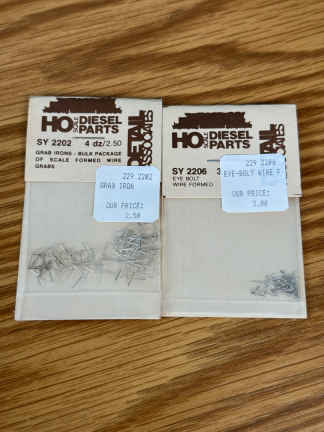 HO SCALE DIESEL PARTS
SY 2202 4 dz/2.50
GRAB IRONS - BULK PACKAGE
OF SCALE FORMED WIRE
GRABS
DETAIL ASSOCIATES
229 2202
GRAB IRON
OUR PRICE:
2.50
HO SCALE DIESEL PARTS
SY 2206 3
EYE BOLT
WIRE FORMED
DETAIL ASSOCIATES
229 2206
EYE-BOLT WIRE F
OUR PRICE: